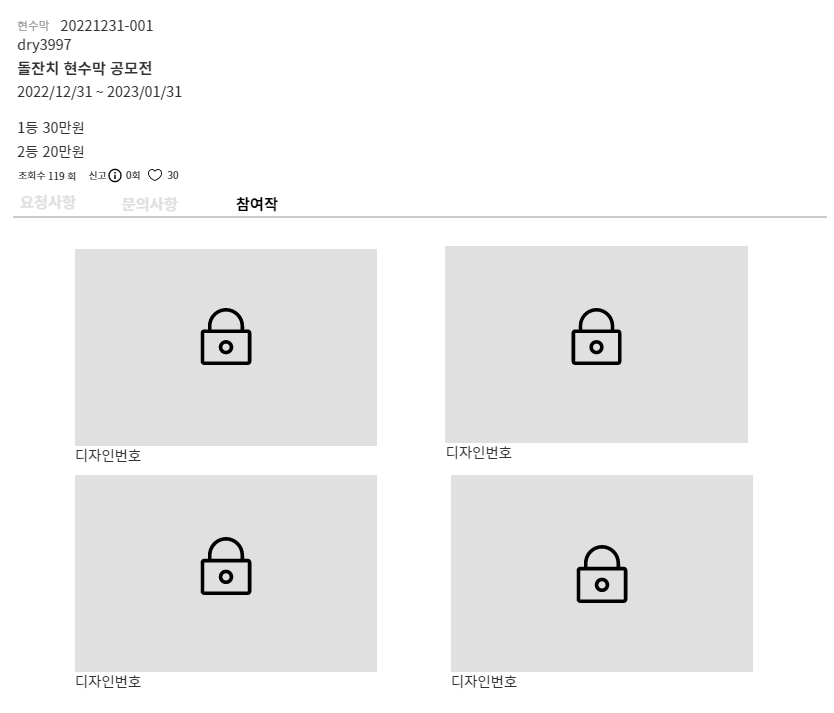 현수막 20221231-001
dry3997
돌잔치 현수막 공모전
2022/12/31 ~ 2023/01/31
1등 30만원
2등 20만원
조회수 119 회 신고 0회 30
요청사항 문의사항 참여작
디자인번호 디자인번호
디자인번호 디자인번호